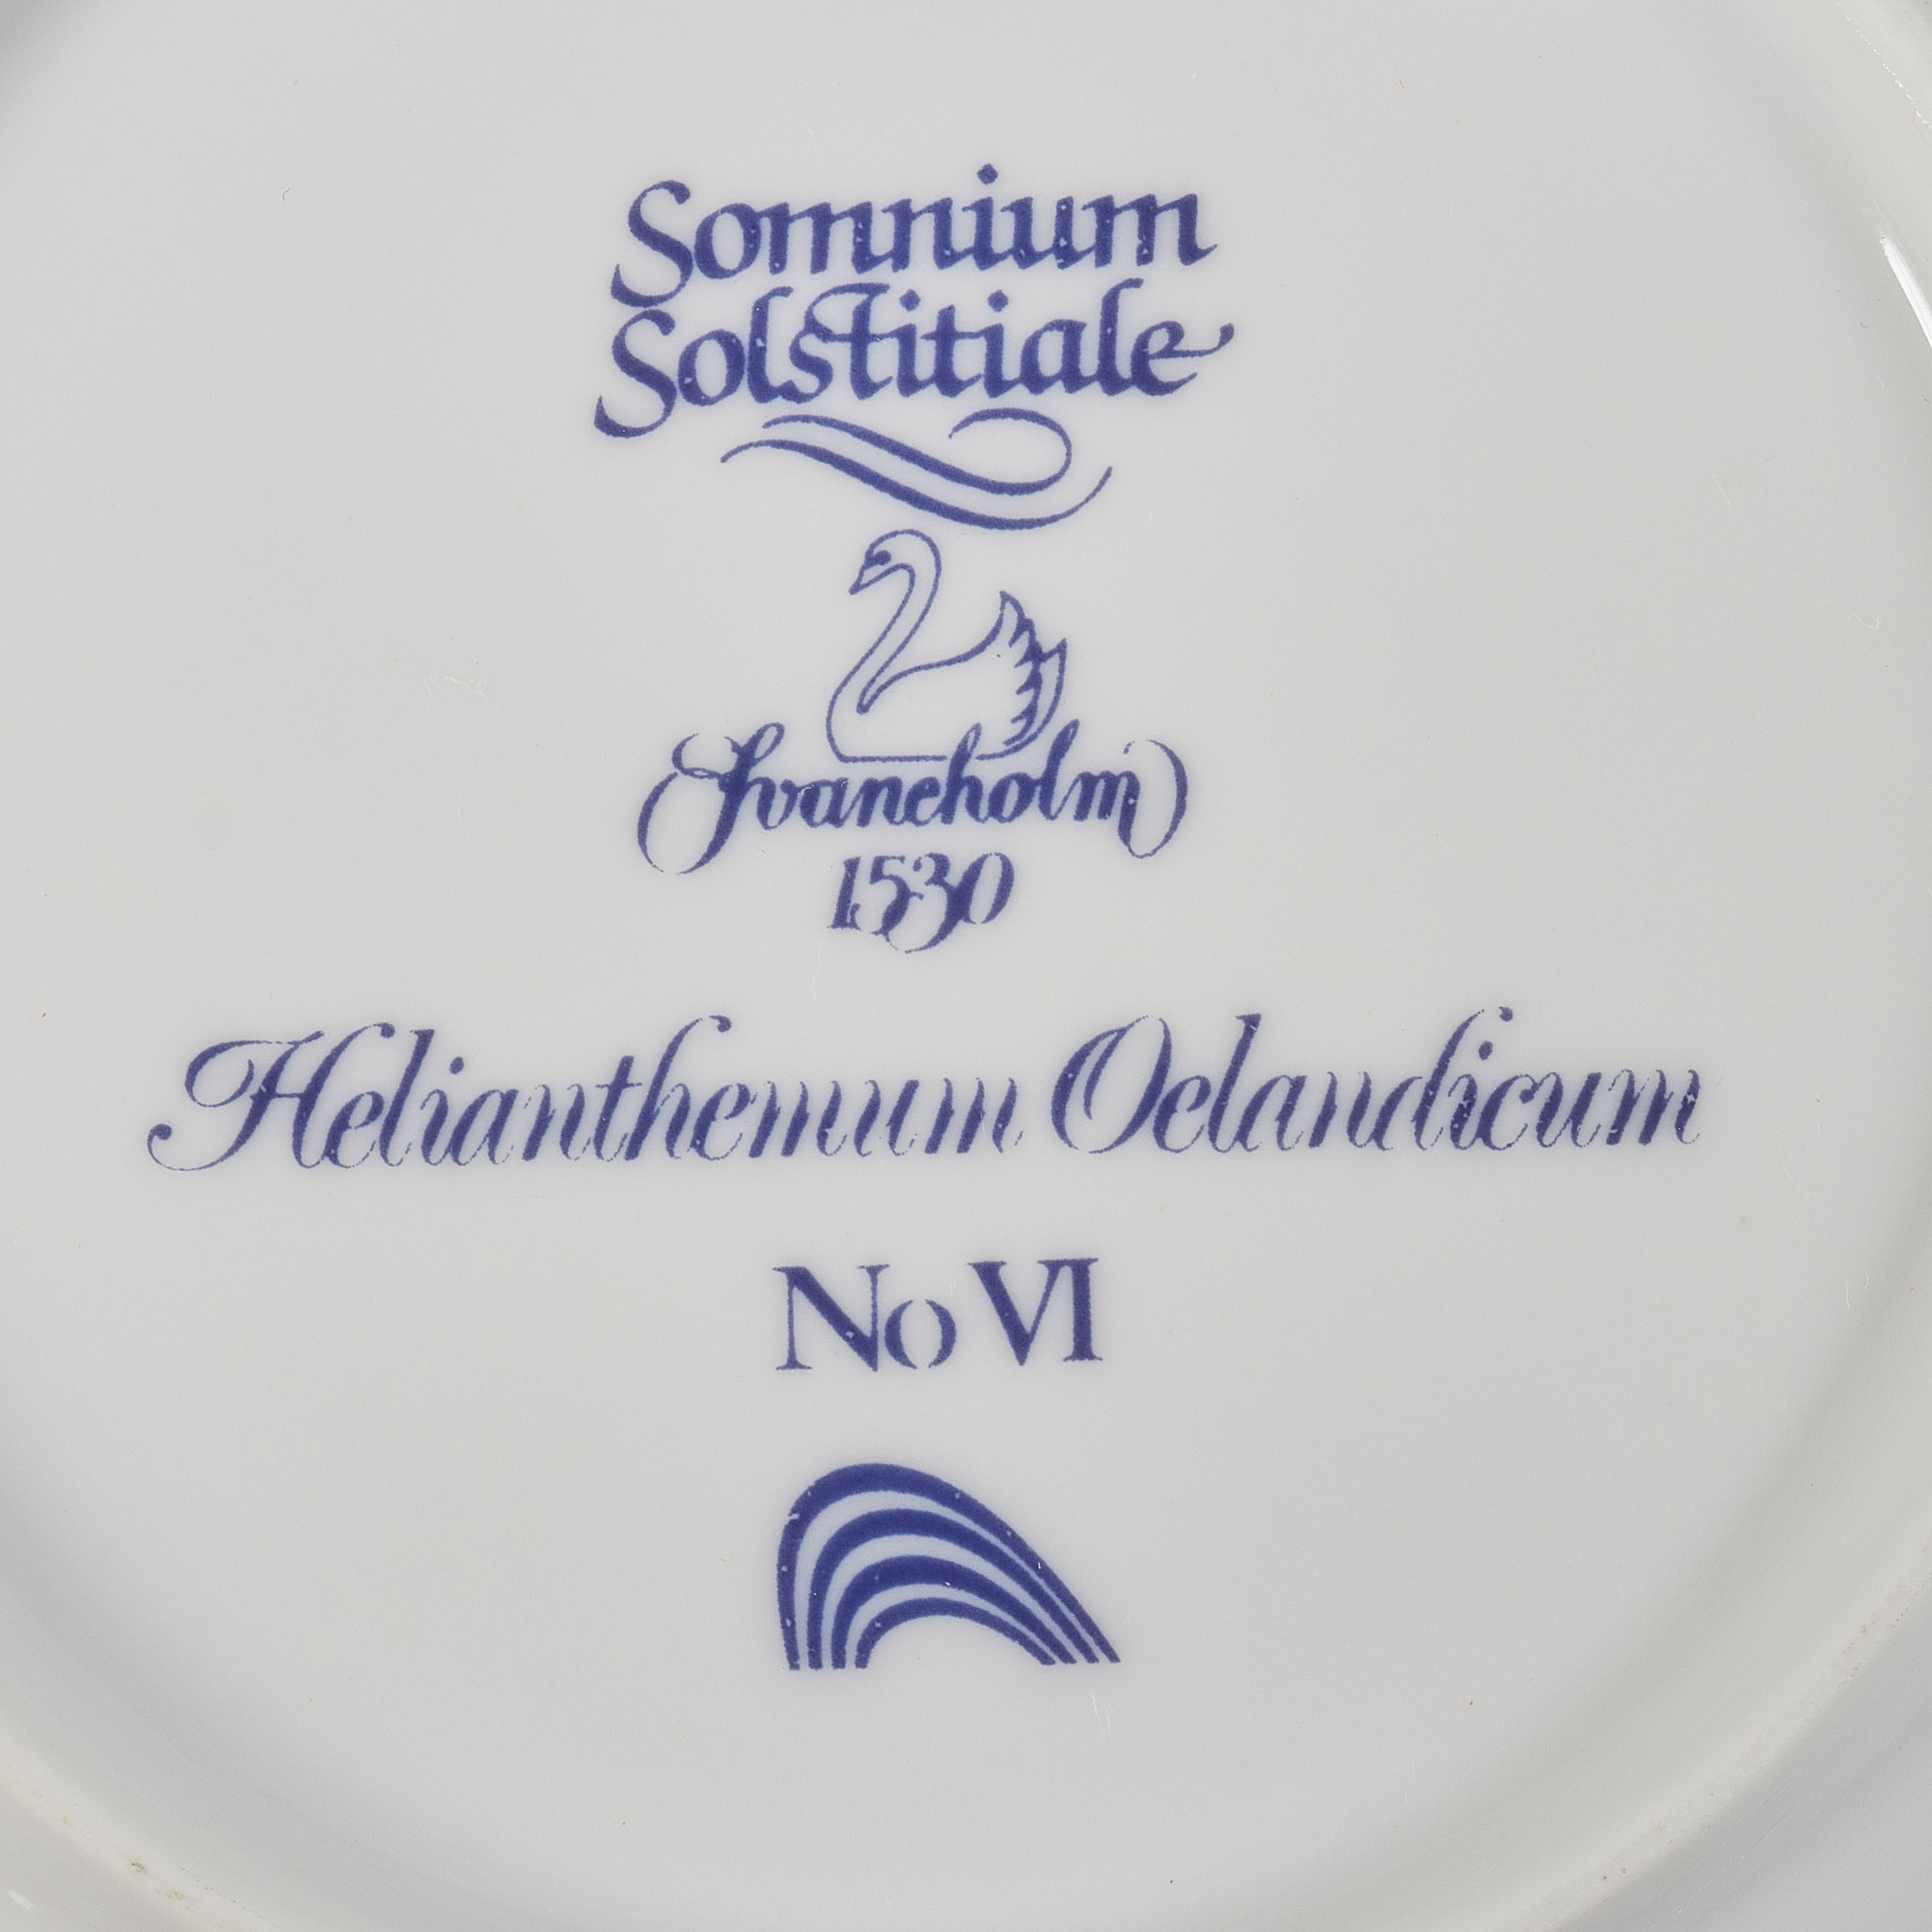 Somnium
Solstitiale
Svaneholm
1530
Helianthemum Oelandicum
No VI